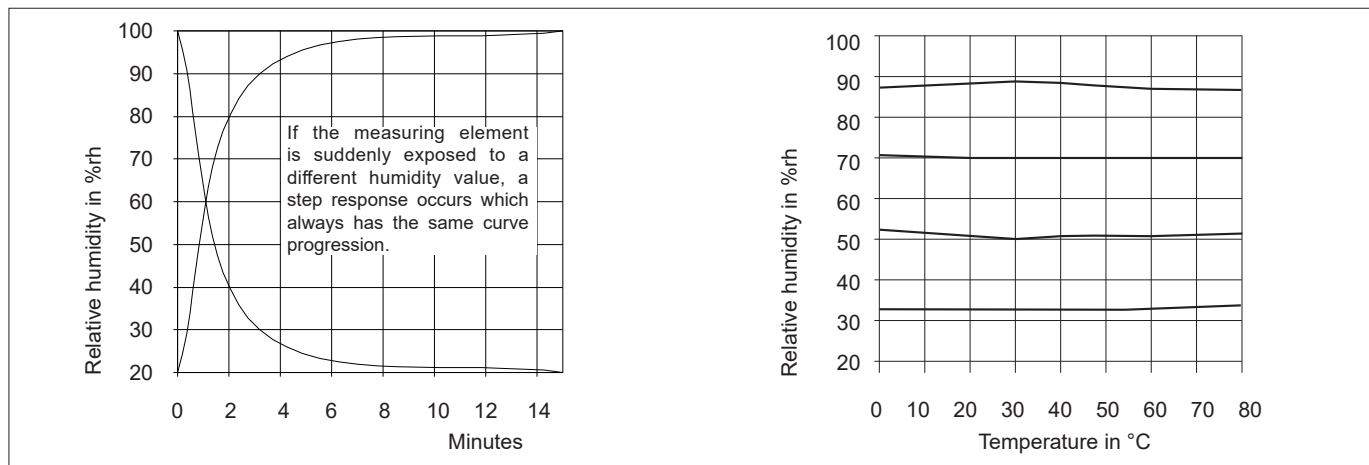 Relative humidity in %rh
100
90
80
70
60
50
40
30
20
If the measuring element
is suddenly exposed to a
different humidity value, a
step response occurs which
always has the same curve
progression.
0 2 4 6 8 10 12 14
Minutes
Relative humidity in %rh
100
90
80
70
60
50
40
30
20
0 10 20 30 40 50 60 70 80
Temperature in °C